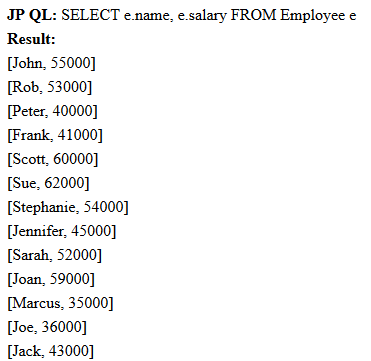 JP QL: SELECT e.name, e.salary FROM Employee e
Result:
[John, 55000]
[Rob, 53000]
[Peter, 40000]
[Frank, 41000]
[Scott, 60000]
[Sue, 62000]
[Stephanie, 54000]
[Jennifer, 45000]
[Sarah, 52000]
[Joan, 59000]
[Marcus, 35000]
[Joe, 36000]
[Jack, 43000]